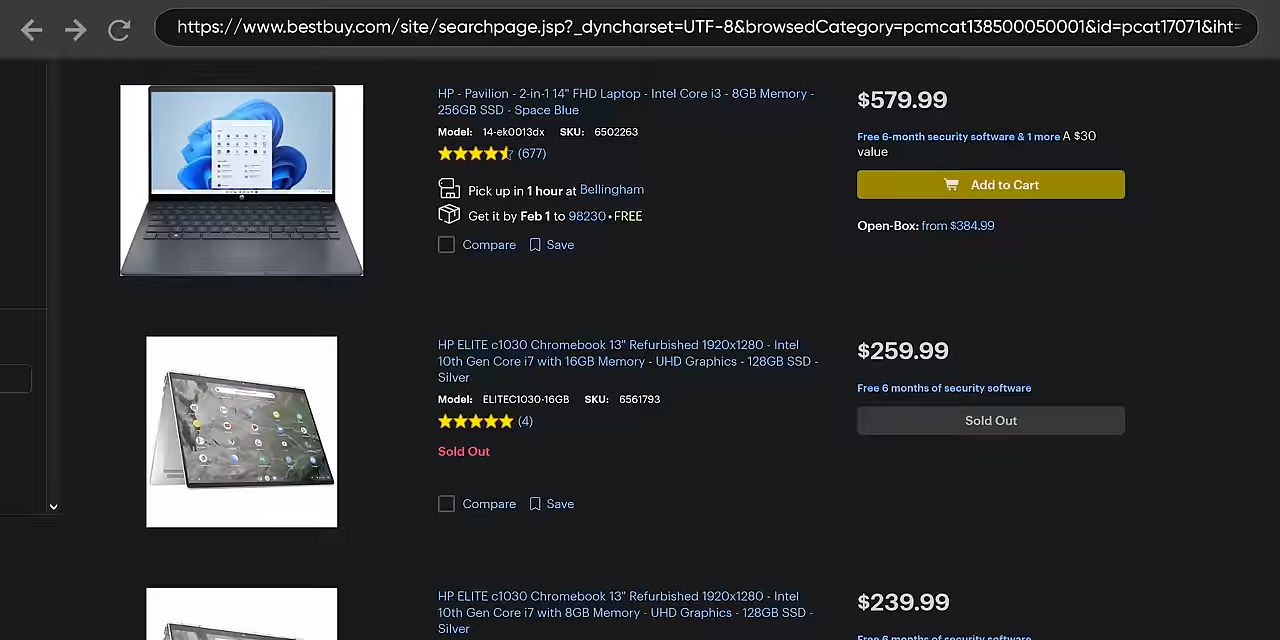 https://www.bestbuy.com/site/searchpage.jsp?_dyncharset=UTF-8&browsedCategory=pcmcat138500050001&id=pcat17071&iht=
HP - Pavilion - 2-in-1 14" FHD Laptop - Intel Core i3 - 8GB Memory -
256GB SSD - Space Blue
Model: 14-ek0013dx SKU: 6502263
(677)
Pick up in 1 hour at Bellingham
Get it by Feb 1 to 98230 • FREE
Compare Save
$579.99
Free 6-month security software & 1 more A $30
value
Add to Cart
Open-Box: from $384.99
HP ELITE c1030 Chromebook 13" Refurbished 1920x1280 - Intel
10th Gen Core i7 with 16GB Memory - UHD Graphics - 128GB SSD -
Silver
Model: ELITEC1030-16GB SKU: 6561793
(4)
Sold Out
Compare Save
$259.99
Free 6 months of security software
Sold Out
HP ELITE c1030 Chromebook 13" Refurbished 1920x1280 - Intel
10th Gen Core i7 with 8GB Memory - UHD Graphics - 128GB SSD -
Silver
$239.99
Free 6 months of security software